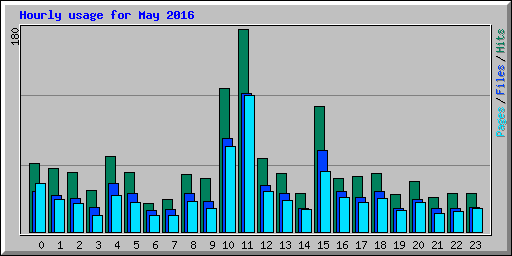 Hourly usage for May 2016
180
Pages/Files/Hits
0 1 2 3 4 5 6 7 8 9 10 11 12 13 14 15 16 17 18 19 20 21 22 23